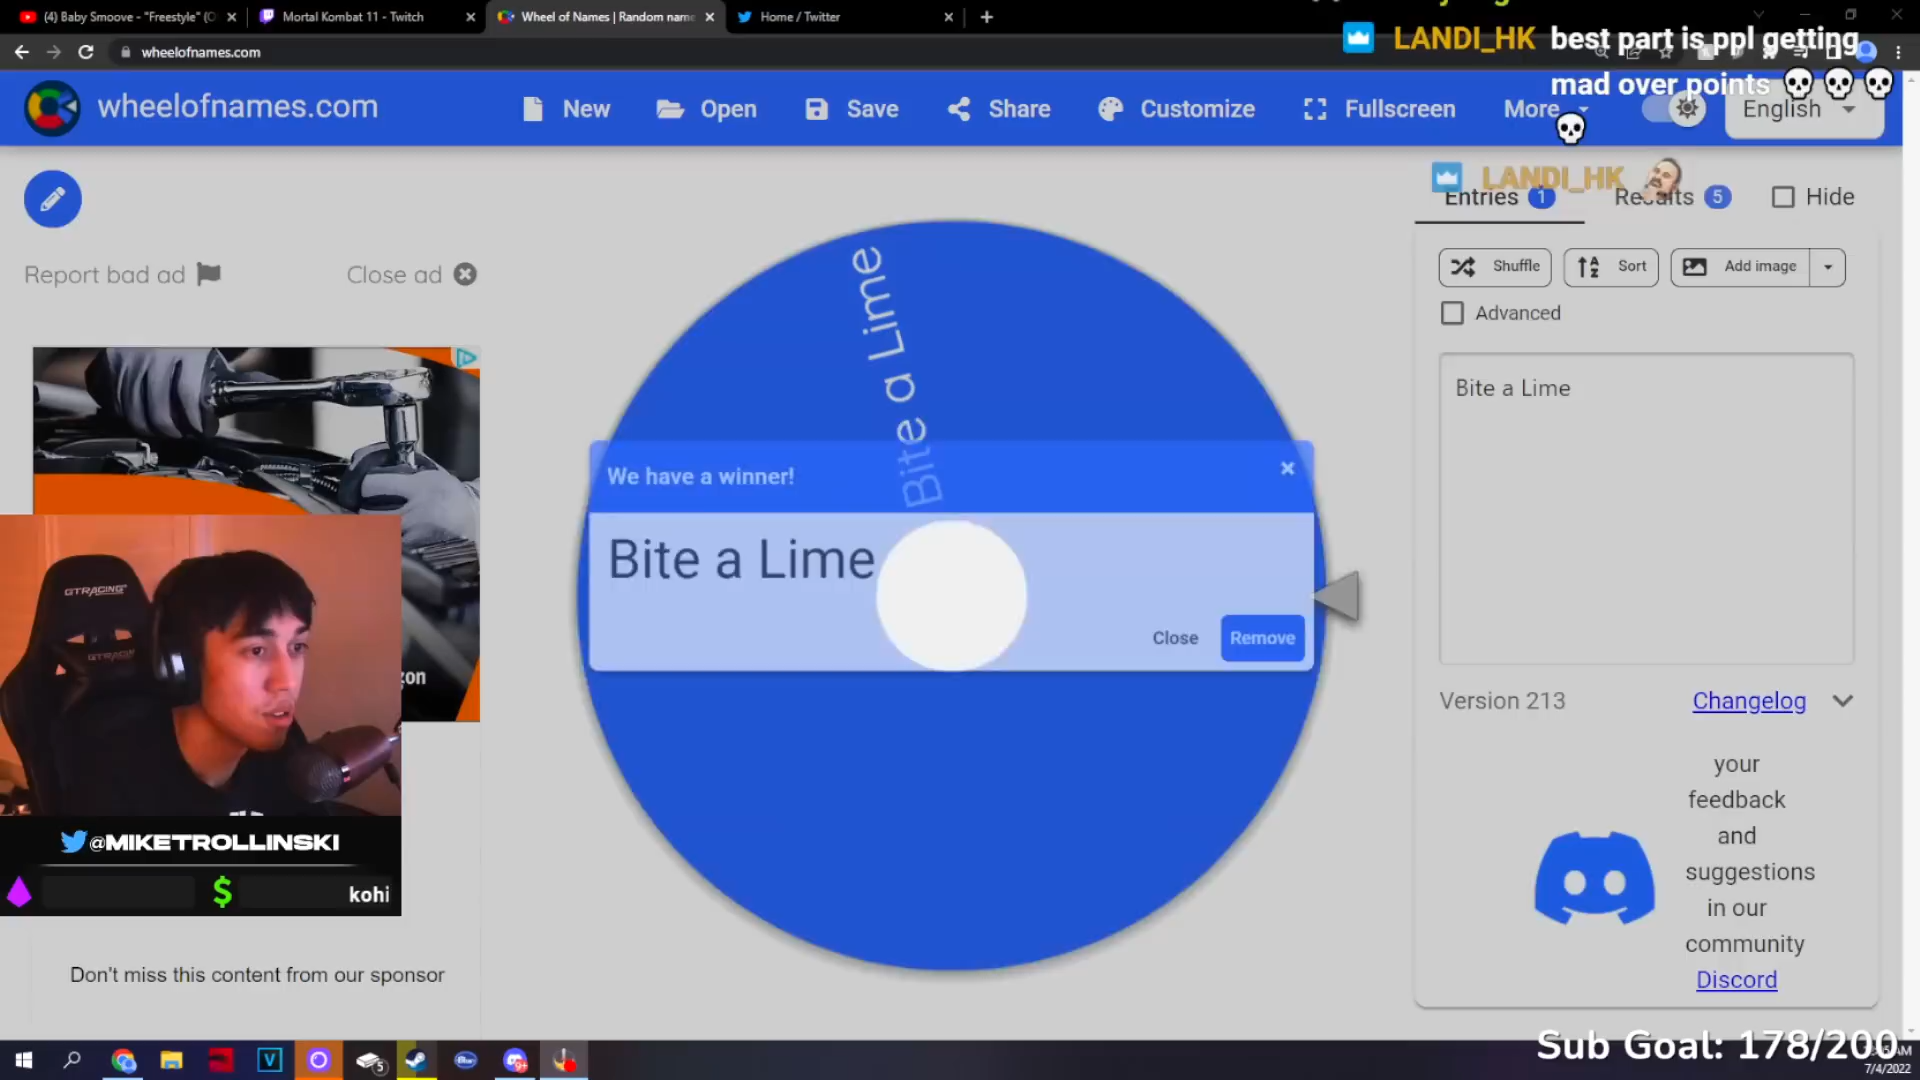 (4) Baby Smoove - "Freestyle" (O
Mortal Kombat 11 - Twitch
Wheel of Names | Random name
Home / Twitter
wheelofnames.com
LANDI_HK best part is ppl getting
mad over points
wheelofnames.com
New
Open
Save
Share
Customize
Fullscreen
More
English
LANDI_HK
Entries 1
Results 5
Hide
Report bad ad
Close ad
Shuffle
Sort
Add image
Advanced
Bite a Lime
Bite a Lime
We have a winner!
Bite a Lime
Close
Remove
GTRACING
GTRACING
zon
Version 213
Changelog
your
feedback
and
suggestions
in our
community
Discord
@MIKETROLLINSKI
$
kohi
Don't miss this content from our sponsor
Sub Goal: 178/200
7/4/2022